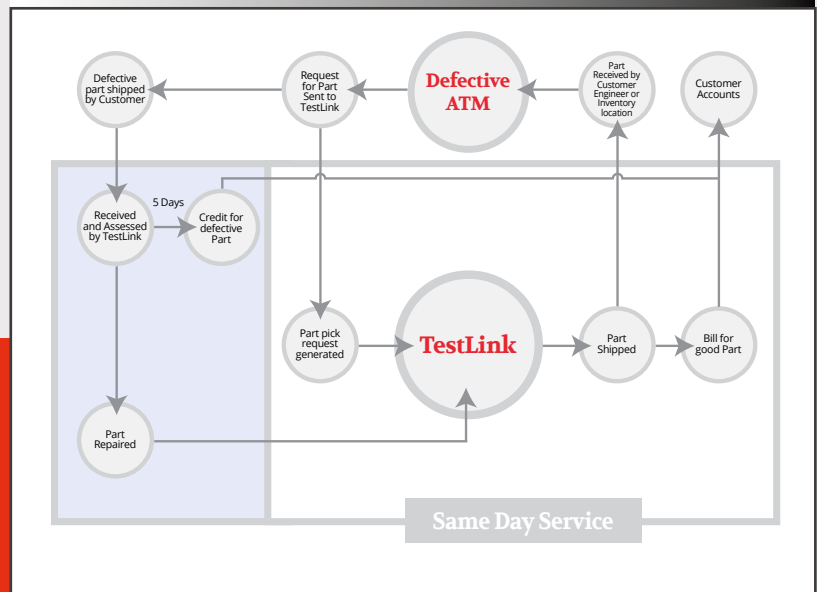 Defective
part shipped
by Customer
Request
for Part
Sent to
TestLink
Defective
ATM
Part
Received by
Customer
Engineer or
Inventory
location
Customer
Accounts
Received
and Assessed
by TestLink
5 Days
Credit for
defective
Part
Part pick
request
generated
TestLink
Part
Shipped
Bill for
good Part
Part
Repaired
Same Day Service